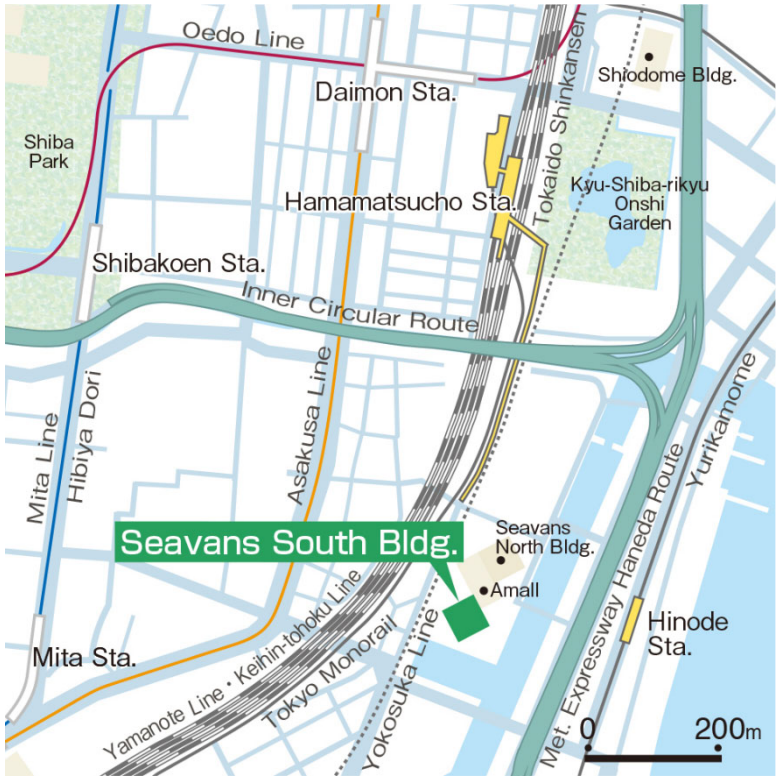 Oedo Line
Daimon Sta.
Tokaido Shinkansen
Shiodome Bldg.
Shiba
Park
Hamamatsucho Sta.
Kyu-Shiba-rikyu
Onshi
Garden
Shibakoen Sta.
Inner Circular Route
Mita Line
Hibiya Dori
Asakusa Line
Yurikamome
Seavans South Bldg.
Seavans
North Bldg.
Amall
Met. Expressway Haneda Route
Hinode
Sta.
Mita Sta.
Yamanote Line・Keihin-tohoku Line
Tokyo Monorail
Yokosuka Line
0 200m